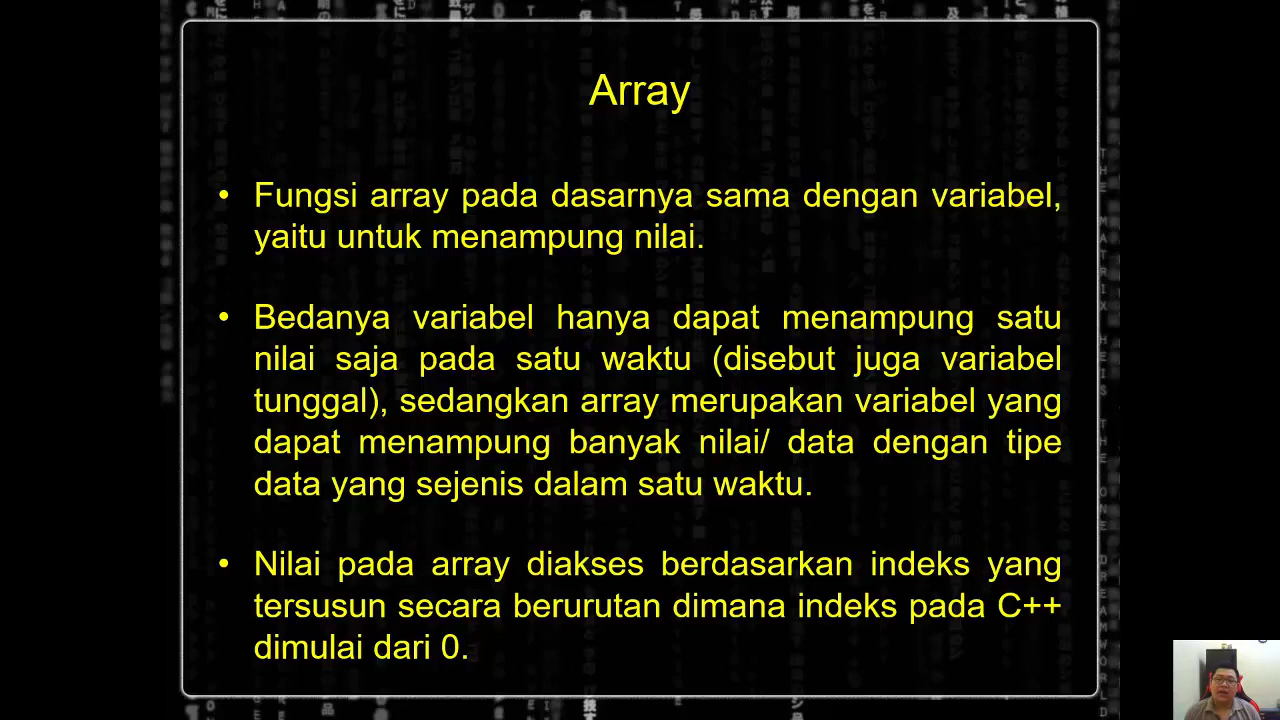 Array
• Fungsi array pada dasarnya sama dengan variabel,
yaitu untuk menampung nilai.
• Bedanya variabel hanya dapat menampung satu
nilai saja pada satu waktu (disebut juga variabel
tunggal), sedangkan array merupakan variabel yang
dapat menampung banyak nilai/ data dengan tipe
data yang sejenis dalam satu waktu.
• Nilai pada array diakses berdasarkan indeks yang
tersusun secara berurutan dimana indeks pada C++
dimulai dari 0.